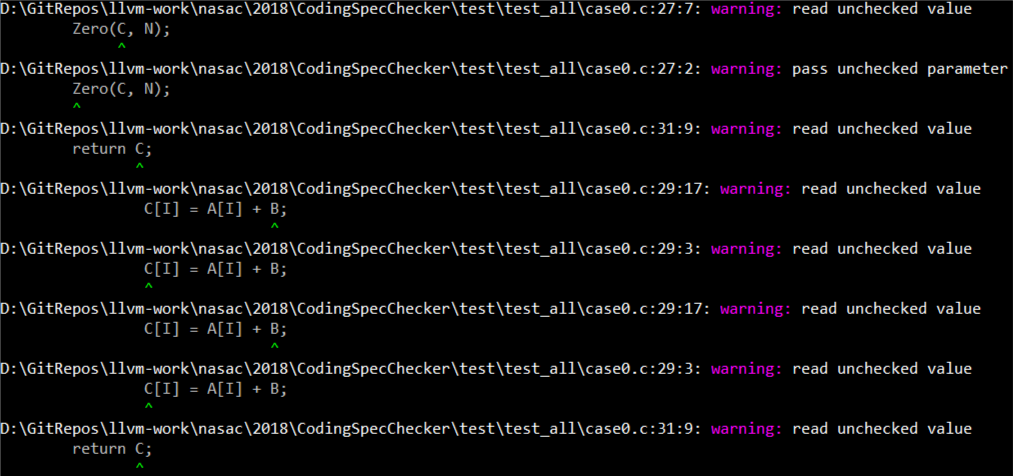 D:\GitRepos\llvm-work\nasac\2018\CodingSpecChecker\test\test_all\case0.c:27:7: warning: read unchecked value
Zero(C, N);
^
D:\GitRepos\llvm-work\nasac\2018\CodingSpecChecker\test\test_all\case0.c:27:2: warning: pass unchecked parameter
Zero(C, N);
^
D:\GitRepos\llvm-work\nasac\2018\CodingSpecChecker\test\test_all\case0.c:31:9: warning: read unchecked value
return C;
^
D:\GitRepos\llvm-work\nasac\2018\CodingSpecChecker\test\test_all\case0.c:29:17: warning: read unchecked value
C[I] = A[I] + B;
^
D:\GitRepos\llvm-work\nasac\2018\CodingSpecChecker\test\test_all\case0.c:29:3: warning: read unchecked value
C[I] = A[I] + B;
^
D:\GitRepos\llvm-work\nasac\2018\CodingSpecChecker\test\test_all\case0.c:29:17: warning: read unchecked value
C[I] = A[I] + B;
^
D:\GitRepos\llvm-work\nasac\2018\CodingSpecChecker\test\test_all\case0.c:29:3: warning: read unchecked value
C[I] = A[I] + B;
^
D:\GitRepos\llvm-work\nasac\2018\CodingSpecChecker\test\test_all\case0.c:31:9: warning: read unchecked value
return C;
^